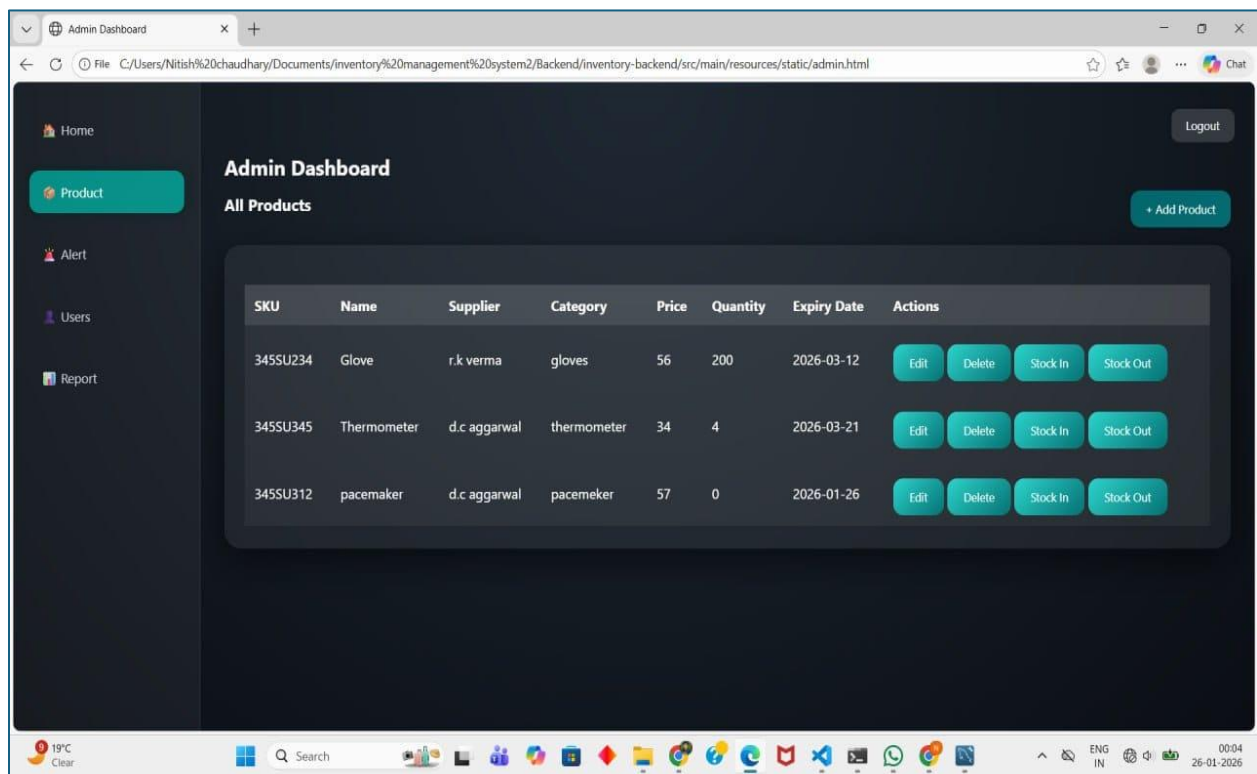 Admin Dashboard
File C:/Users/Nitish%20chaudhary/Documents/inventory%20management%20system2/Backend/inventory-backend/src/main/resources/static/admin.html
Chat
Home
Logout
Admin Dashboard
Product
All Products
+ Add Product
Alert
SKU Name Supplier Category Price Quantity Expiry Date Actions
Users
345SU234 Glove r.k verma gloves 56 200 2026-03-12 Edit Delete Stock In Stock Out
Report
345SU345 Thermometer d.c aggarwal thermometer 34 4 2026-03-21 Edit Delete Stock In Stock Out
345SU312 pacemaker d.c aggarwal pacemeker 57 0 2026-01-26 Edit Delete Stock In Stock Out
9 19°C
Clear
Search
ENG
IN
00:04
26-01-2026